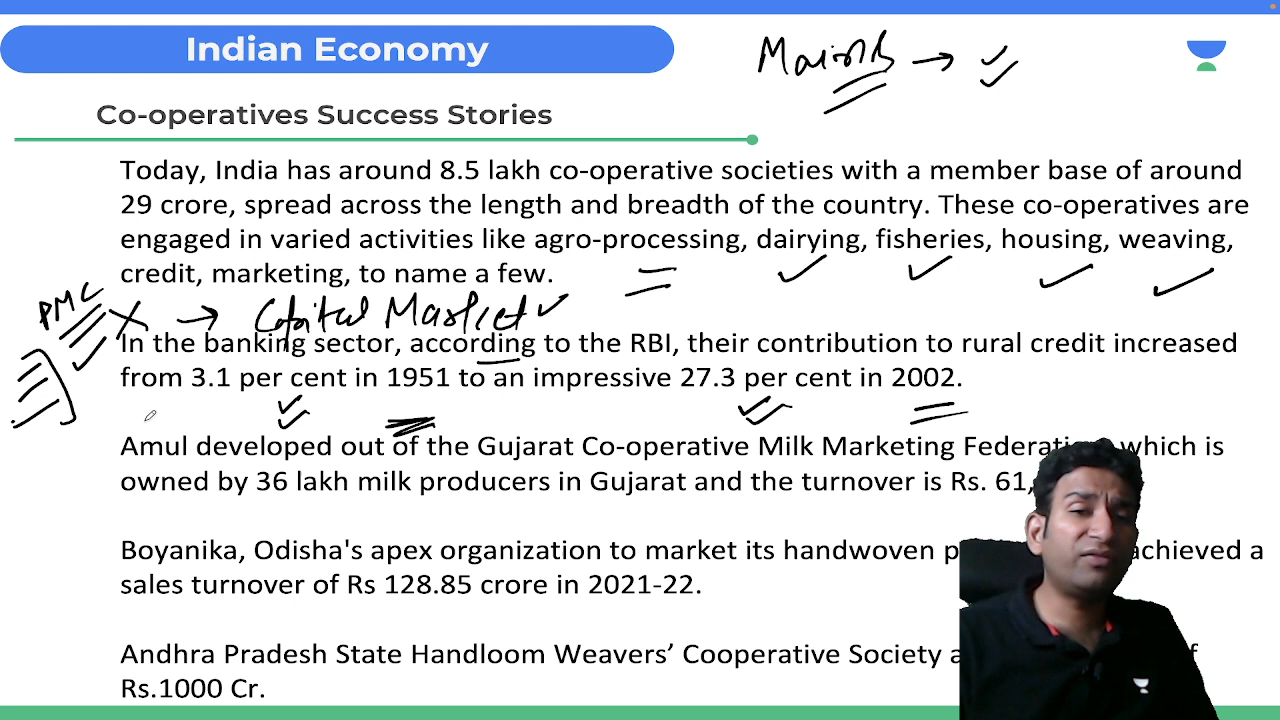 Indian Economy
Mains →
Co-operatives Success Stories
Today, India has around 8.5 lakh co-operative societies with a member base of around
29 crore, spread across the length and breadth of the country. These co-operatives are
engaged in varied activities like agro-processing, dairying, fisheries, housing, weaving,
credit, marketing, to name a few.
PMC → Capital Market
In the banking sector, according to the RBI, their contribution to rural credit increased
from 3.1 per cent in 1951 to an impressive 27.3 per cent in 2002.
Amul developed out of the Gujarat Co-operative Milk Marketing Federation which is
owned by 36 lakh milk producers in Gujarat and the turnover is Rs. 61,
Boyanika, Odisha's apex organization to market its handwoven achieved a
sales turnover of Rs 128.85 crore in 2021-22.
Andhra Pradesh State Handloom Weavers’ Cooperative Society
Rs.1000 Cr.